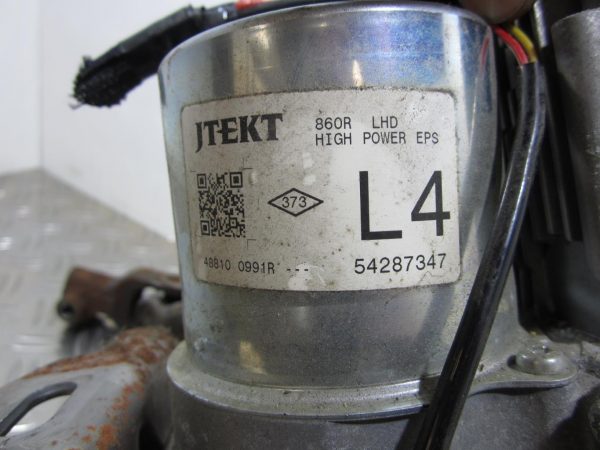 JTEKT
860R LHD
HIGH POWER EPS
373
L4
48810 0991R ---
54287347